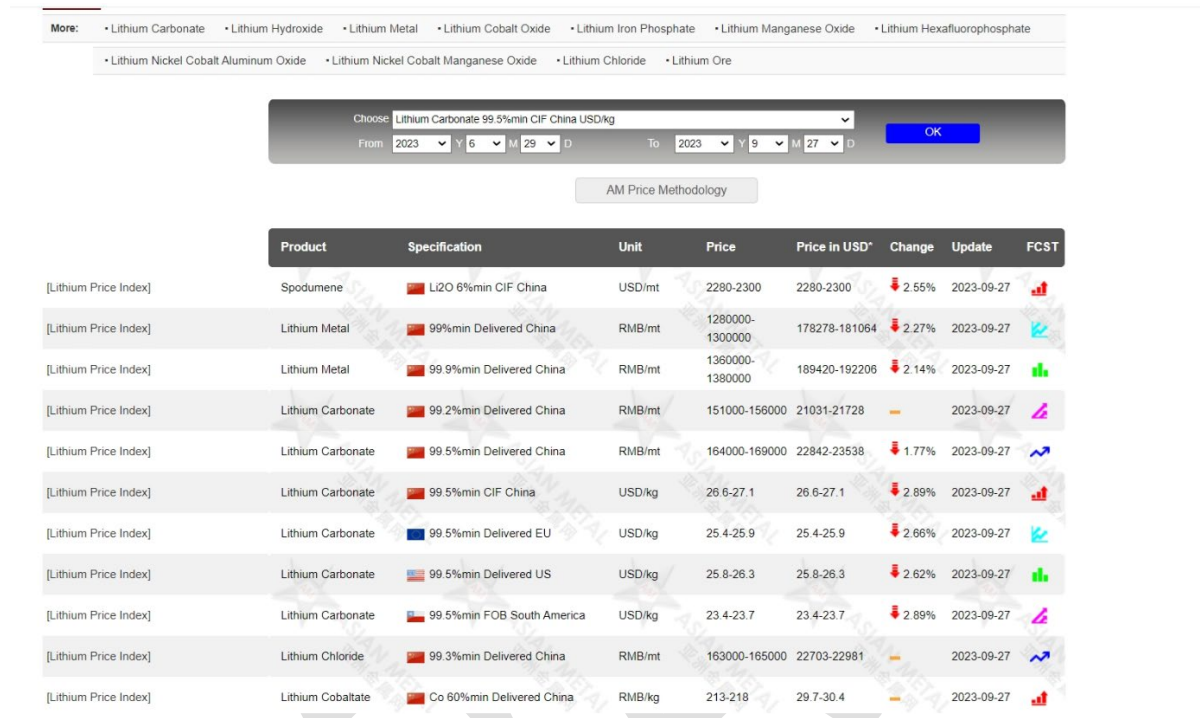 More: • Lithium Carbonate • Lithium Hydroxide • Lithium Metal • Lithium Cobalt Oxide • Lithium Iron Phosphate • Lithium Manganese Oxide • Lithium Hexafluorophosphate
• Lithium Nickel Cobalt Aluminum Oxide • Lithium Nickel Cobalt Manganese Oxide • Lithium Chloride • Lithium Ore
Choose Lithium Carbonate 99.5%min CIF China USD/kg
OK
From 2023 Y 6 M 29 D To 2023 Y 9 M 27 D
AM Price Methodology
Product Specification Unit Price Price in USD* Change Update FCST
[Lithium Price Index] Spodumene Li2O 6%min CIF China USD/mt 2280-2300 2280-2300 2.55% 2023-09-27
[Lithium Price Index] Lithium Metal 99%min Delivered China RMB/mt 1280000-1300000 178278-181064 2.27% 2023-09-27
[Lithium Price Index] Lithium Metal 99.9%min Delivered China RMB/mt 1360000-1380000 189420-192206 2.14% 2023-09-27
[Lithium Price Index] Lithium Carbonate 99.2%min Delivered China RMB/mt 151000-156000 21031-21728 2023-09-27
[Lithium Price Index] Lithium Carbonate 99.5%min Delivered China RMB/mt 164000-169000 22842-23538 1.77% 2023-09-27
[Lithium Price Index] Lithium Carbonate 99.5%min CIF China USD/kg 26.6-27.1 26.6-27.1 2.89% 2023-09-27
[Lithium Price Index] Lithium Carbonate 99.5%min Delivered EU USD/kg 25.4-25.9 25.4-25.9 2.66% 2023-09-27
[Lithium Price Index] Lithium Carbonate 99.5%min Delivered US USD/kg 25.8-26.3 25.8-26.3 2.62% 2023-09-27
[Lithium Price Index] Lithium Carbonate 99.5%min FOB South America USD/kg 23.4-23.7 23.4-23.7 2.89% 2023-09-27
[Lithium Price Index] Lithium Chloride 99.3%min Delivered China RMB/mt 163000-165000 22703-22981 2023-09-27
[Lithium Price Index] Lithium Cobaltate Co 60%min Delivered China RMB/kg 213-218 29.7-30.4 2023-09-27
ASIAN METAL
亚洲金属网